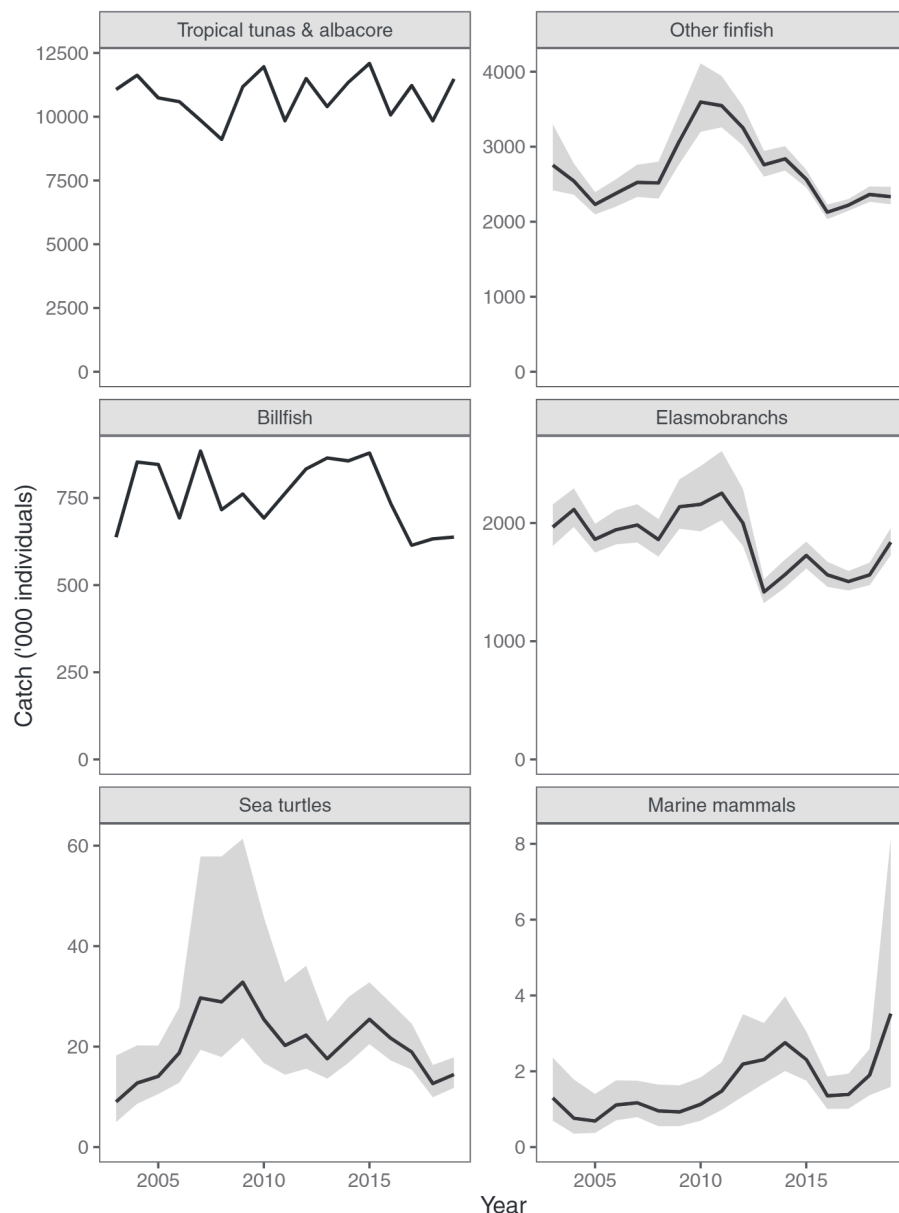 Tropical tunas & albacore
Other finfish
12500
10000
7500
5000
2500
0
4000
3000
2000
1000
0
Billfish
Elasmobranchs
750
500
250
0
2000
1000
0
Catch ('000 individuals)
Sea turtles
Marine mammals
60
40
20
0
8
6
4
2
0
2005 2010 2015
2005 2010 2015
Year